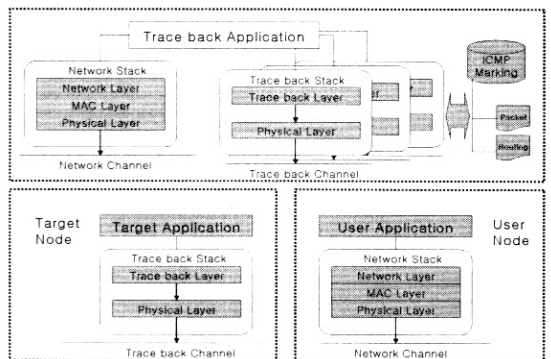 Trace back Application
Network Stack
Network Layer
MAC Layer
Physical Layer
Network Channel
Trace back Stack
Trace back Layer
Physical Layer
Trace back Channel
ICMP
Marking
Packet
Routing
Target
Node
Target Application
Trace back Stack
Trace back Layer
Physical Layer
Trace back Channel
User Application
User
Node
Network Stack
Network Layer
MAC Layer
Physical Layer
Network Channel